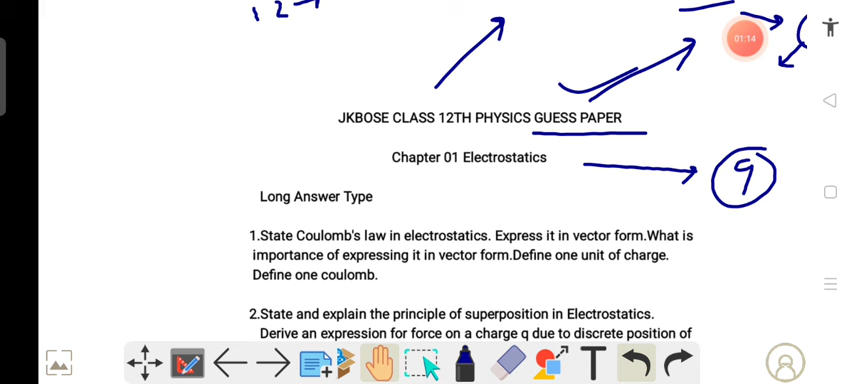 12
01:14
JKBOSE CLASS 12TH PHYSICS GUESS PAPER
Chapter 01 Electrostatics
9
Long Answer Type
1.State Coulomb's law in electrostatics. Express it in vector form.What is
importance of expressing it in vector form.Define one unit of charge.
Define one coulomb.
2.State and explain the principle of superposition in Electrostatics.
Derive an expression for force on a charge q due to discrete position of
T